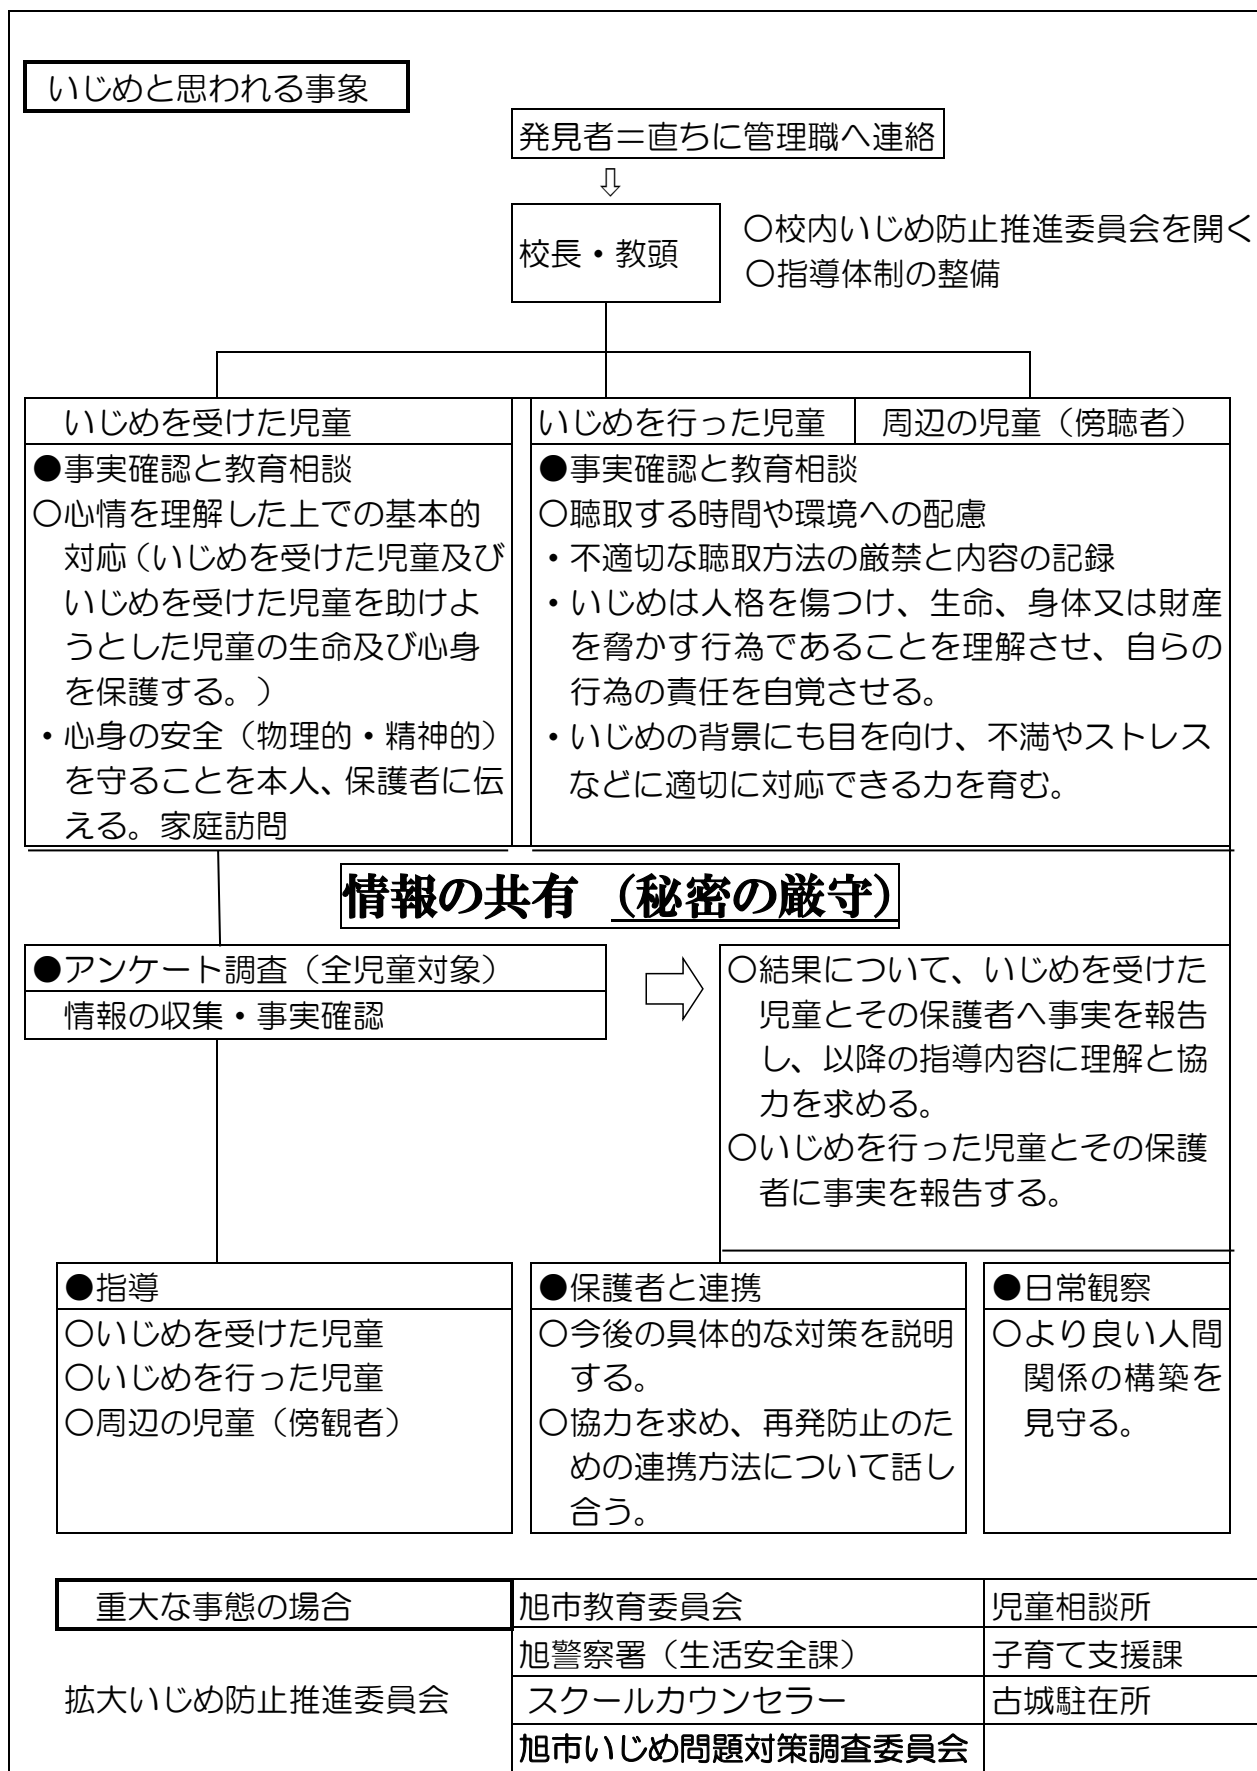 いじめと思われる事象
発見者＝直ちに管理職へ連絡
⇩
校長・教頭
〇校内いじめ防止推進委員会を開く
〇指導体制の整備
いじめを受けた児童
●事実確認と教育相談
〇心情を理解した上での基本的
対応（いじめを受けた児童及び
いじめを受けた児童を助けよ
うとした児童の生命及び心身
を保護する。）
・心身の安全（物理的・精神的）
を守ることを本人、保護者に伝
える。家庭訪問
いじめを行った児童
周辺の児童（傍聴者）
●事実確認と教育相談
〇聴取する時間や環境への配慮
・不適切な聴取方法の厳禁と内容の記録
・いじめは人格を傷つけ、生命、身体又は財産
を脅かす行為であることを理解させ、自らの
行為の責任を自覚させる。
・いじめの背景にも目を向け、不満やストレス
などに適切に対応できる力を育む。
情報の共有 （秘密の厳守）
●アンケート調査（全児童対象）
情報の収集・事実確認
〇結果について、いじめを受けた
児童とその保護者へ事実を報告
し、以降の指導内容に理解と協
力を求める。
〇いじめを行った児童とその保護
者に事実を報告する。
●指導
〇いじめを受けた児童
〇いじめを行った児童
〇周辺の児童（傍観者）
●保護者と連携
〇今後の具体的な対策を説明
する。
〇協力を求め、再発防止のた
めの連携方法について話し
合う。
●日常観察
〇より良い人間
関係の構築を
見守る。
重大な事態の場合
拡大いじめ防止推進委員会
旭市教育委員会
児童相談所
旭警察署（生活安全課）
子育て支援課
スクールカウンセラー
古城駐在所
旭市いじめ問題対策調査委員会